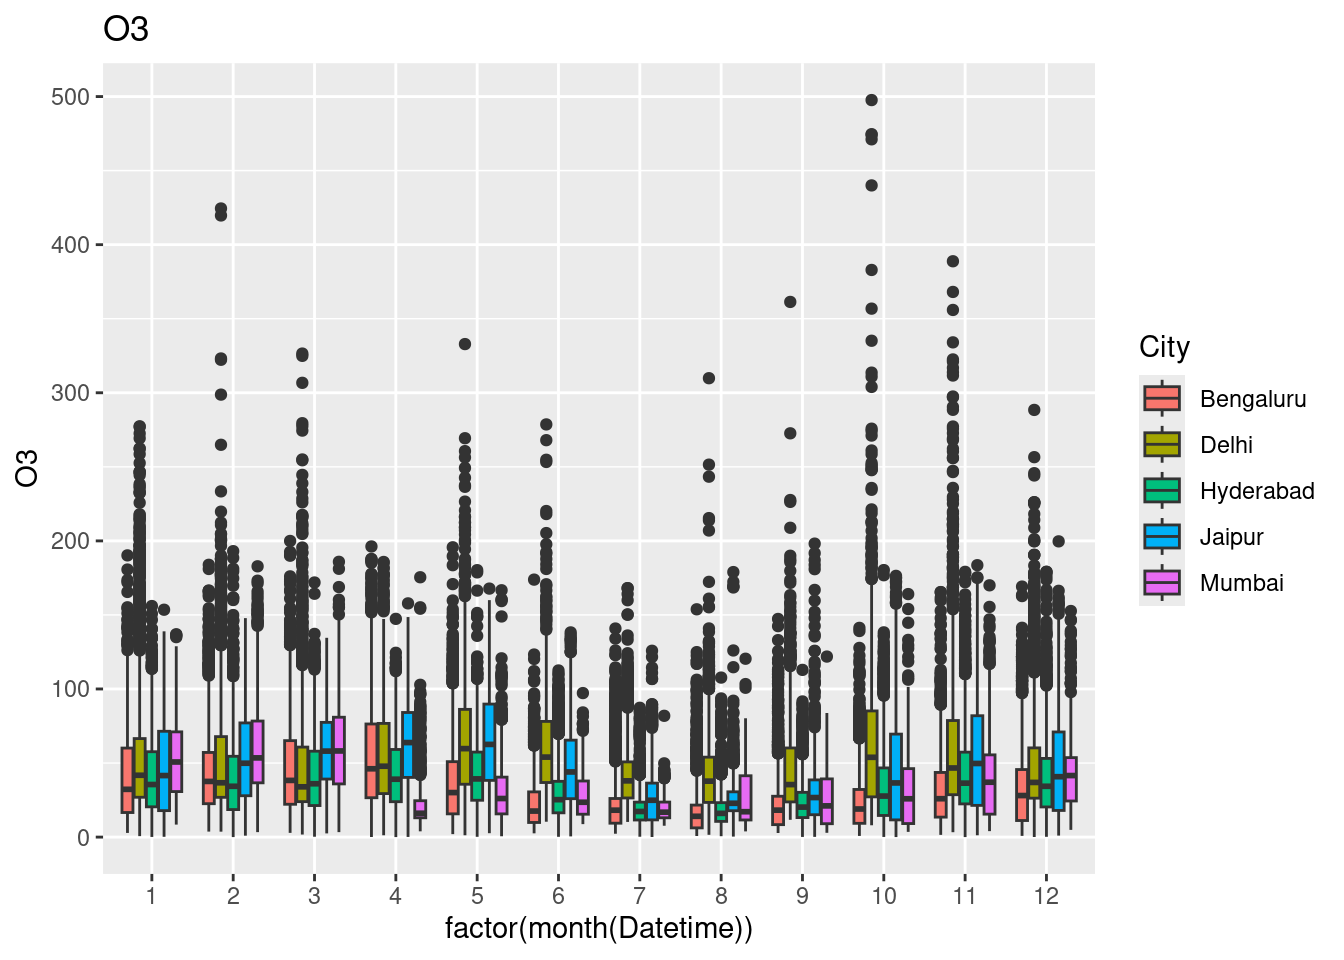 O3
500
400
300
200
100
0
O3
1 2 3 4 5 6 7 8 9 10 11 12
factor(month(Datetime))
City
Bengaluru
Delhi
Hyderabad
Jaipur
Mumbai